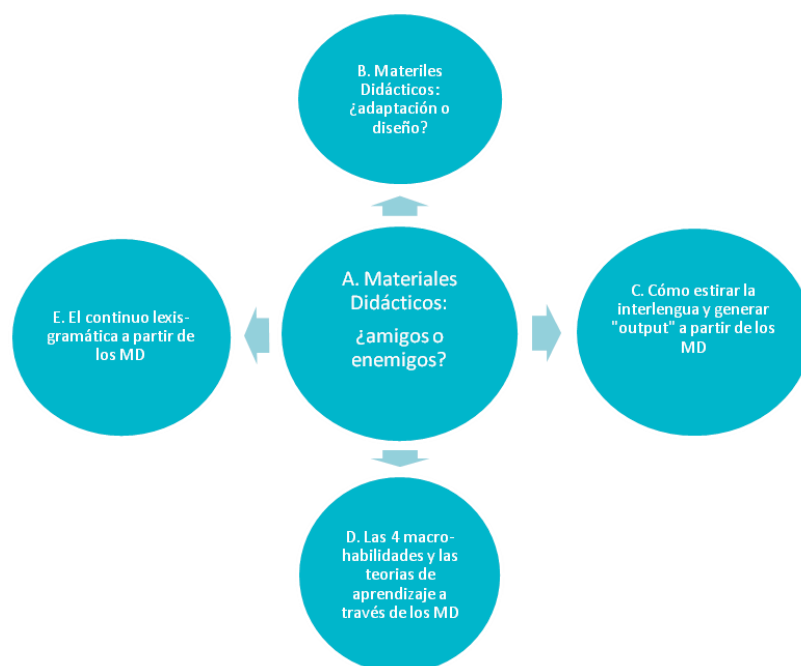 B. Materiles
Didácticos:
¿adaptación o
diseño?
A. Materiales
Didácticos:
¿amigos o
enemigos?
E. El continuo lexis-
gramática a partir de
los MD
C. Cómo estirar la
interlengua y generar
"output" a partir de los
MD
D. Las 4 macro-
habilidades y las
teorias de
aprendizaje a
través de los MD